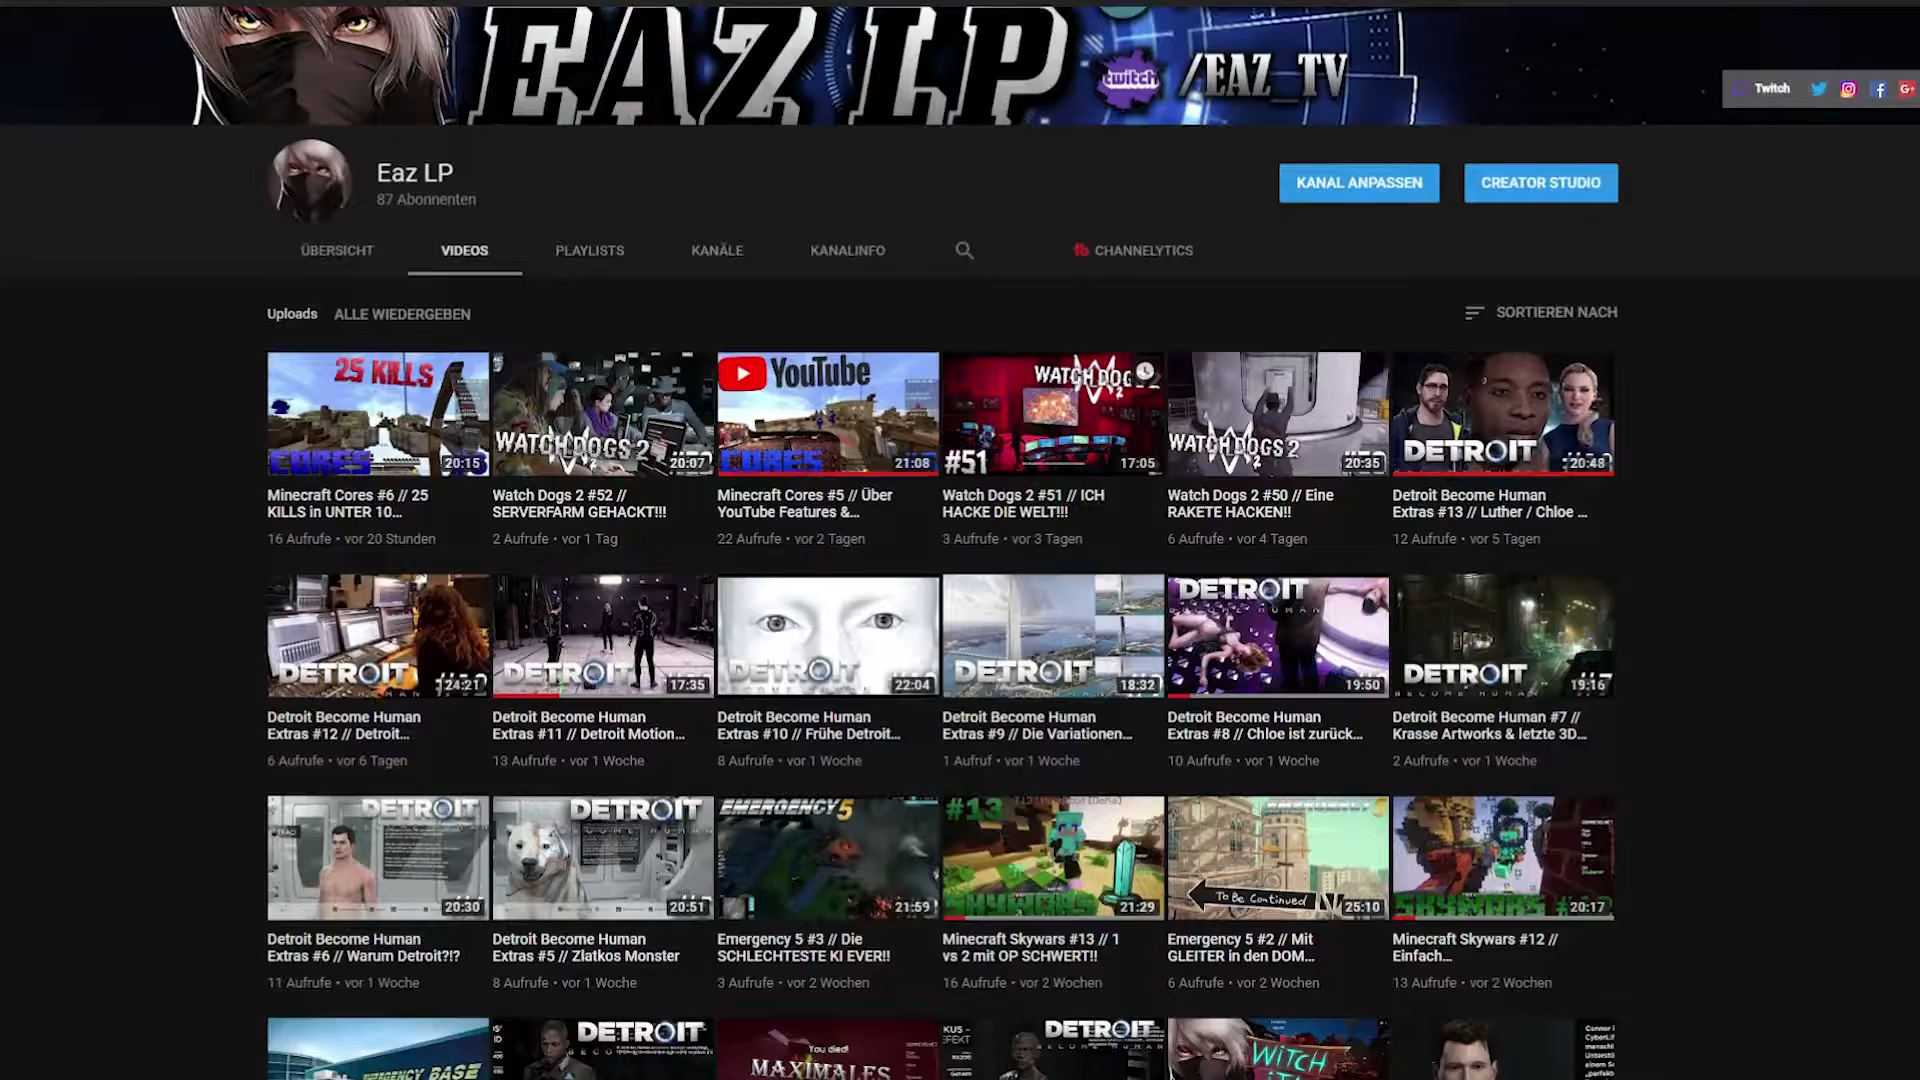 EAZ LP
twitch
/EAZ_TV
Twitch
Eaz LP
87 Abonnenten
KANAL ANPASSEN
CREATOR STUDIO
ÜBERSICHT
VIDEOS
PLAYLISTS
KANÄLE
KANALINFO
CHANNELYTICS
Uploads
ALLE WIEDERGEBEN
SORTIEREN NACH
25 KILLS
CORES
20:15
WATCH DOGS 2
20:07
YouTube
CORES
21:08
#51
17:05
WATCH DOGS 2
20:35
DETROIT
20:48
Minecraft Cores #6 // 25
KILLS in UNTER 10...
16 Aufrufe • vor 20 Stunden
Watch Dogs 2 #52 //
SERVERFARM GEHACKT!!!
2 Aufrufe • vor 1 Tag
Minecraft Cores #5 // Über
YouTube Features &...
22 Aufrufe • vor 2 Tagen
Watch Dogs 2 #51 // ICH
HACKE DIE WELT!!!
3 Aufrufe • vor 3 Tagen
Watch Dogs 2 #50 // Eine
RAKETE HACKEN!!
6 Aufrufe • vor 4 Tagen
Detroit Become Human
Extras #13 // Luther / Chloe ...
12 Aufrufe • vor 5 Tagen
DETROIT
24:21
DETROIT
17:35
DETROIT
22:04
DETROIT
18:32
DETROIT
BECOME HUMAN
19:50
DETROIT
BECOME HUMAN
19:16
Detroit Become Human
Extras #12 // Detroit...
6 Aufrufe • vor 6 Tagen
Detroit Become Human
Extras #11 // Detroit Motion...
13 Aufrufe • vor 1 Woche
Detroit Become Human
Extras #10 // Frühe Detroit...
8 Aufrufe • vor 1 Woche
Detroit Become Human
Extras #9 // Die Variationen...
1 Aufruf • vor 1 Woche
Detroit Become Human
Extras #8 // Chloe ist zurück...
10 Aufrufe • vor 1 Woche
Detroit Become Human #7 //
Krasse Artworks & letzte 3D...
2 Aufrufe • vor 1 Woche
DETROIT
20:30
DETROIT
20:51
EMERGENCY 5
21:59
#13
SKYWARS
21:29
To Be Continued
25:10
SKYWARS
20:17
Detroit Become Human
Extras #6 // Warum Detroit?!?
11 Aufrufe • vor 1 Woche
Detroit Become Human
Extras #5 // Zlatkos Monster
8 Aufrufe • vor 1 Woche
Emergency 5 #3 // Die
SCHLECHTESTE KI EVER!!
3 Aufrufe • vor 2 Wochen
Minecraft Skywars #13 // 1
vs 2 mit OP SCHWERT!!
16 Aufrufe • vor 2 Wochen
Emergency 5 #2 // Mit
GLEITER in den DOM...
6 Aufrufe • vor 2 Wochen
Minecraft Skywars #12 //
Einfach...
13 Aufrufe • vor 2 Wochen
EMERGENCY BASE
DETROIT
You died!
MAXIMALES
DETROIT
WiTCH